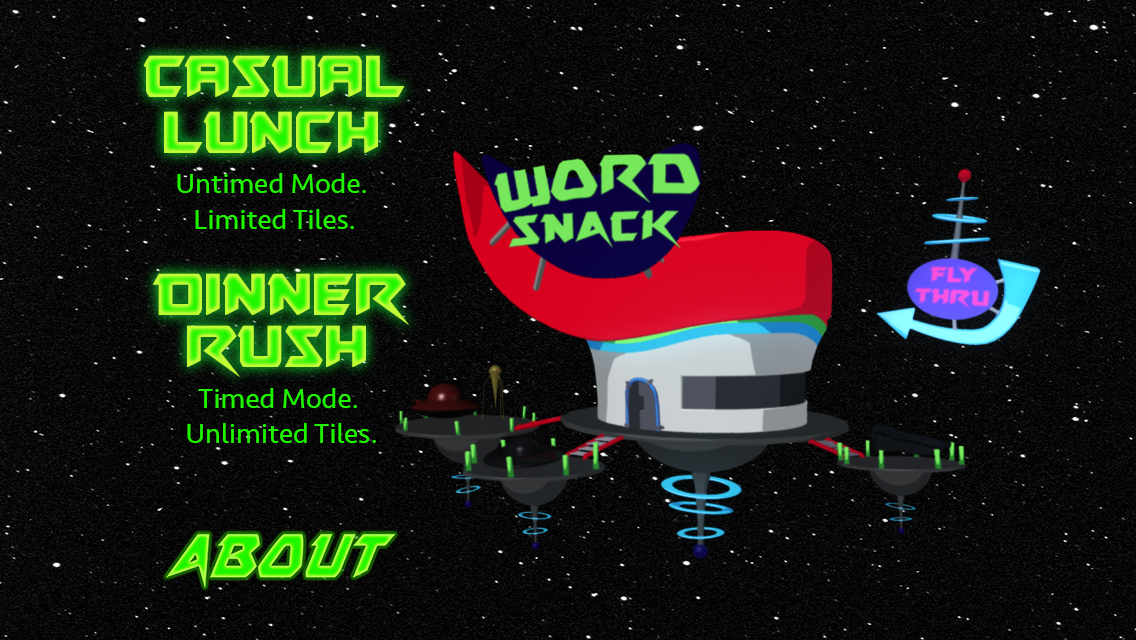 CASUAL
LUNCH
Untimed Mode.
Limited Tiles.
DINNER
RUSH
Timed Mode.
Unlimited Tiles.
ABOUT
WORD
SNACK
FLY
THRU